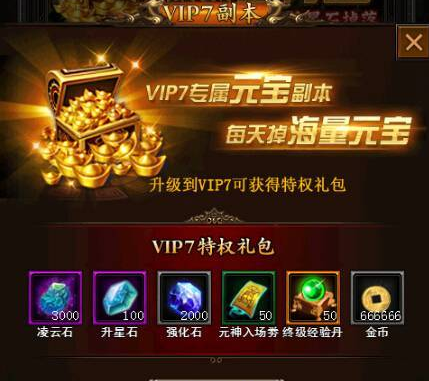 VIP7副本
VIP7专属元宝副本
每天掉海量元宝
升级到VIP7可获得特权礼包
VIP7特权礼包
3000 100 2000 50 50 666666
凌云石 升星石 强化石 元神入场券 终级经验丹 金币